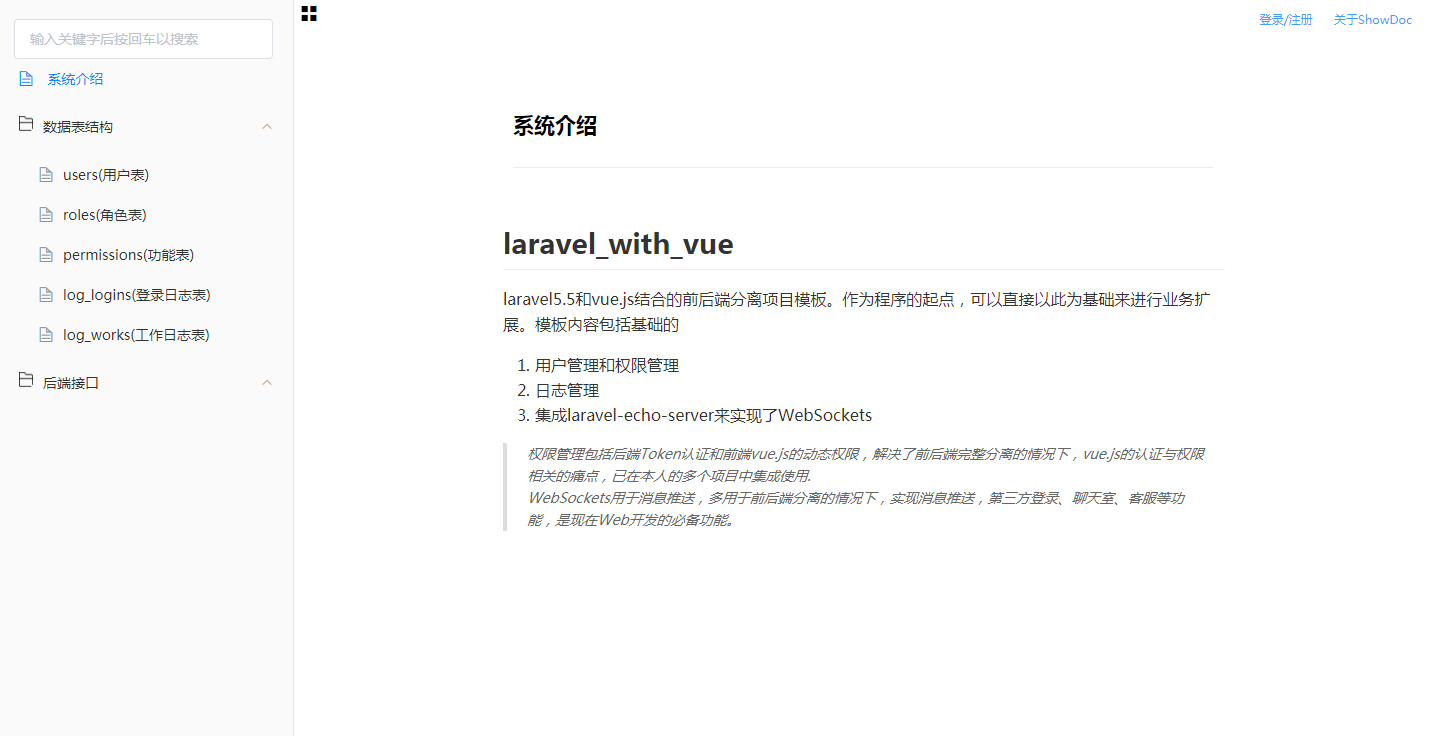 输入关键字后按回车以搜索
系统介绍
数据表结构
users(用户表)
roles(角色表)
permissions(功能表)
log_logins(登录日志表)
log_works(工作日志表)
后端接口
登录/注册 关于ShowDoc
系统介绍
laravel_with_vue
laravel5.5和vue.js结合的前后端分离项目模板。作为程序的起点，可以直接以此为基础来进行业务扩
展。模板内容包括基础的
1. 用户管理和权限管理
2. 日志管理
3. 集成laravel-echo-server来实现了WebSockets
权限管理包括后端Token认证和前端vue.js的动态权限，解决了前后端完整分离的情况下，vue.js的认证与权限
相关的痛点，已在本人的多个项目中集成使用.
WebSockets用于消息推送，多用于前后端分离的情况下，实现消息推送，第三方登录、聊天室、客服等功
能，是现在Web开发的必备功能。